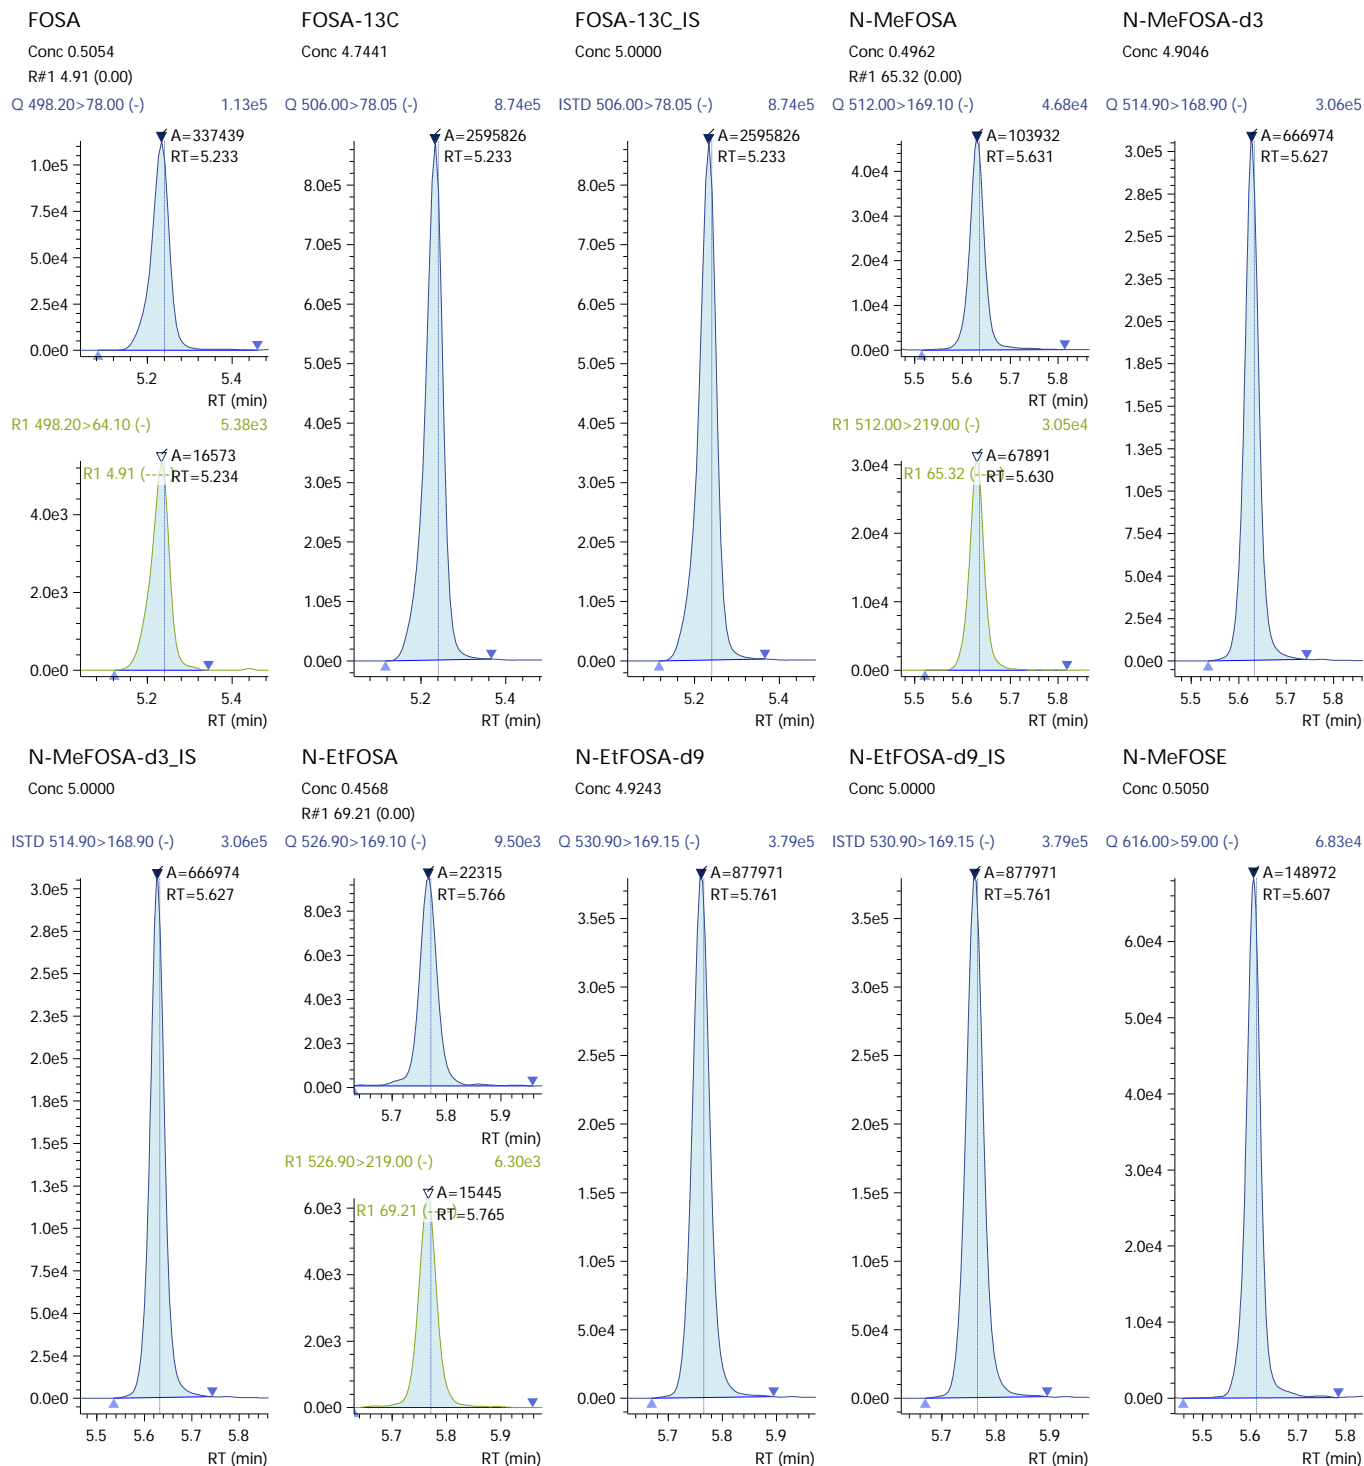 FOSA
Conc 0.5054
R#1 4.91 (0.00)
Q 498.20>78.00 (-) 1.13e5
A=337439
RT=5.233
1.0e5
7.5e4
5.0e4
2.5e4
0.0e0
5.2 5.4
RT (min)
R1 498.20>64.10 (-) 5.38e3
A=16573
R1 4.91 (----)
RT=5.234
4.0e3
2.0e3
0.0e0
5.2 5.4
RT (min)
FOSA-13C
Conc 4.7441
Q 506.00>78.05 (-) 8.74e5
A=2595826
RT=5.233
8.0e5
7.0e5
6.0e5
5.0e5
4.0e5
3.0e5
2.0e5
1.0e5
0.0e0
5.2 5.4
RT (min)
FOSA-13C_IS
Conc 5.0000
ISTD 506.00>78.05 (-) 8.74e5
A=2595826
RT=5.233
8.0e5
7.0e5
6.0e5
5.0e5
4.0e5
3.0e5
2.0e5
1.0e5
0.0e0
5.2 5.4
RT (min)
N-MeFOSA
Conc 0.4962
R#1 65.32 (0.00)
Q 512.00>169.10 (-) 4.68e4
A=103932
RT=5.631
4.0e4
3.0e4
2.0e4
1.0e4
0.0e0
5.5 5.6 5.7 5.8
RT (min)
R1 512.00>219.00 (-) 3.05e4
A=67891
R1 65.32 (----)
RT=5.630
3.0e4
2.0e4
1.0e4
0.0e0
5.5 5.6 5.7 5.8
RT (min)
N-MeFOSA-d3
Conc 4.9046
Q 514.90>168.90 (-) 3.06e5
A=666974
RT=5.627
3.0e5
2.8e5
2.5e5
2.3e5
2.0e5
1.8e5
1.5e5
1.3e5
1.0e5
7.5e4
5.0e4
2.5e4
0.0e0
5.5 5.6 5.7 5.8
RT (min)
N-MeFOSA-d3_IS
Conc 5.0000
ISTD 514.90>168.90 (-) 3.06e5
A=666974
RT=5.627
3.0e5
2.8e5
2.5e5
2.3e5
2.0e5
1.8e5
1.5e5
1.3e5
1.0e5
7.5e4
5.0e4
2.5e4
0.0e0
5.5 5.6 5.7 5.8
RT (min)
N-EtFOSA
Conc 0.4568
R#1 69.21 (0.00)
Q 526.90>169.10 (-) 9.50e3
A=22315
RT=5.766
8.0e3
6.0e3
4.0e3
2.0e3
0.0e0
5.7 5.8 5.9
RT (min)
R1 526.90>219.00 (-) 6.30e3
A=15445
R1 69.21 (----)
RT=5.765
6.0e3
4.0e3
2.0e3
0.0e0
5.7 5.8 5.9
RT (min)
N-EtFOSA-d9
Conc 4.9243
Q 530.90>169.15 (-) 3.79e5
A=877971
RT=5.761
3.5e5
3.0e5
2.5e5
2.0e5
1.5e5
1.0e5
5.0e4
0.0e0
5.7 5.8 5.9
RT (min)
N-EtFOSA-d9_IS
Conc 5.0000
ISTD 530.90>169.15 (-) 3.79e5
A=877971
RT=5.761
3.5e5
3.0e5
2.5e5
2.0e5
1.5e5
1.0e5
5.0e4
0.0e0
5.7 5.8 5.9
RT (min)
N-MeFOSE
Conc 0.5050
Q 616.00>59.00 (-) 6.83e4
A=148972
RT=5.607
6.0e4
5.0e4
4.0e4
3.0e4
2.0e4
1.0e4
0.0e0
5.5 5.6 5.7 5.8
RT (min)